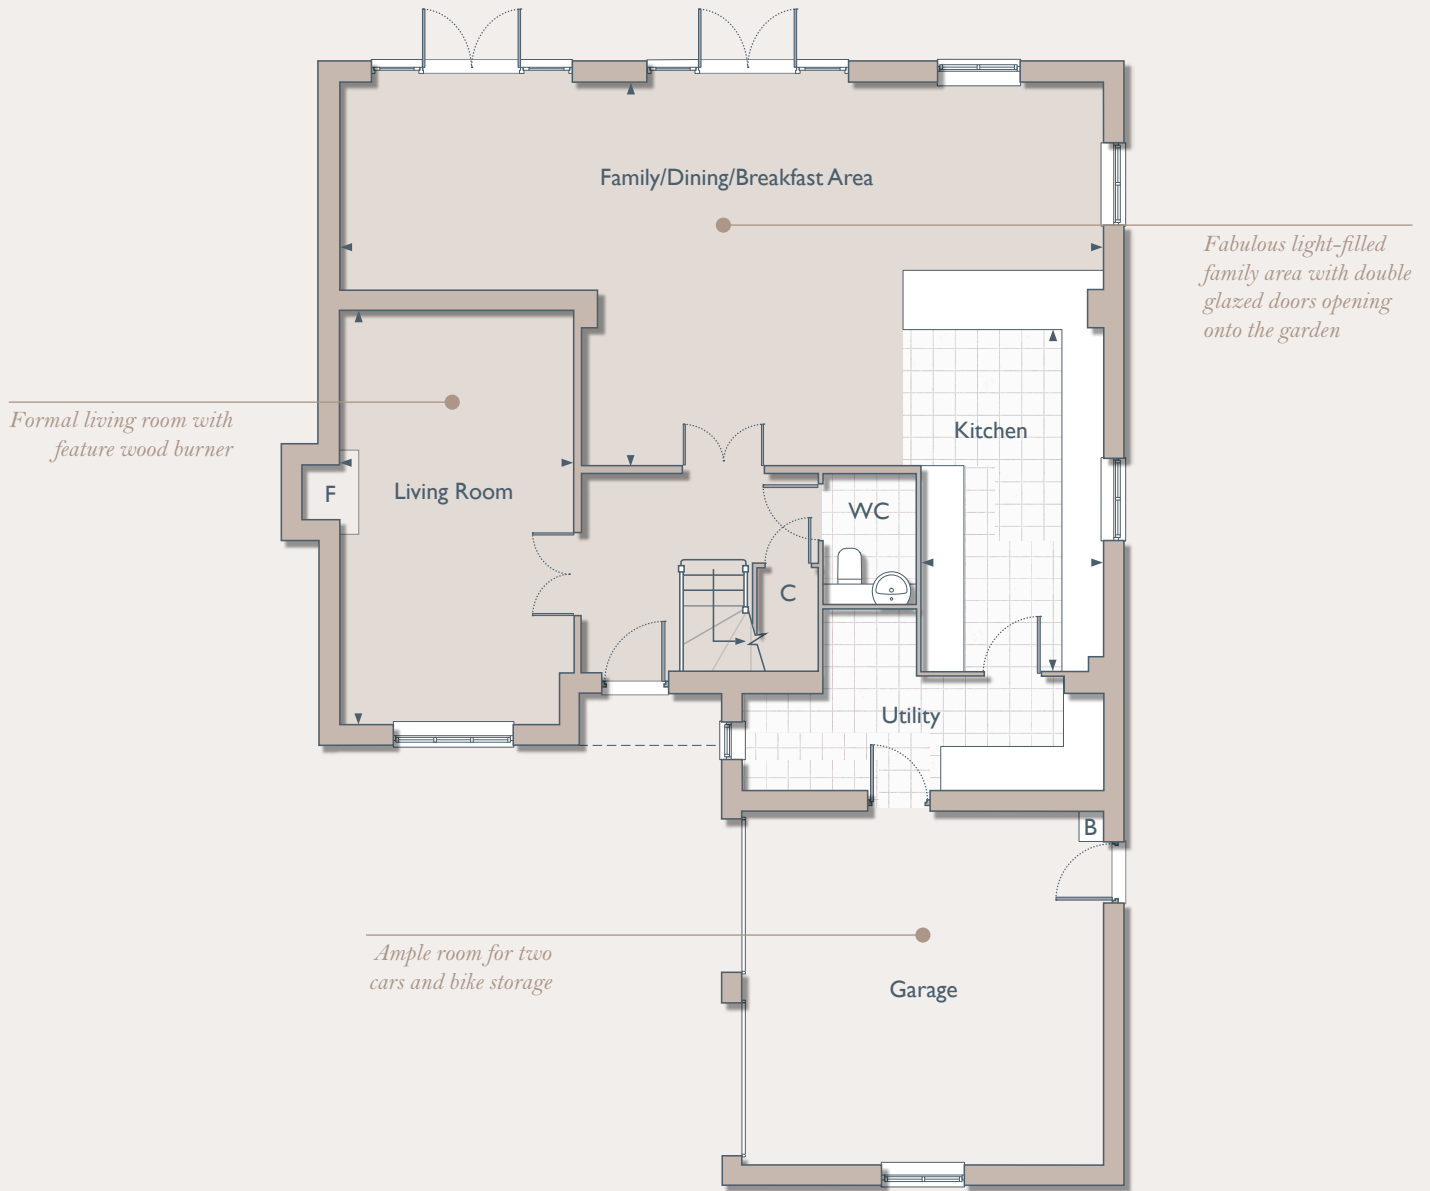 Family/Dining/Breakfast Area
Fabulous light-filled
family area with double
glazed doors opening
onto the garden
Formal living room with
feature wood burner
Kitchen
F
Living Room
WC
C
Utility
B
Ample room for two
cars and bike storage
Garage